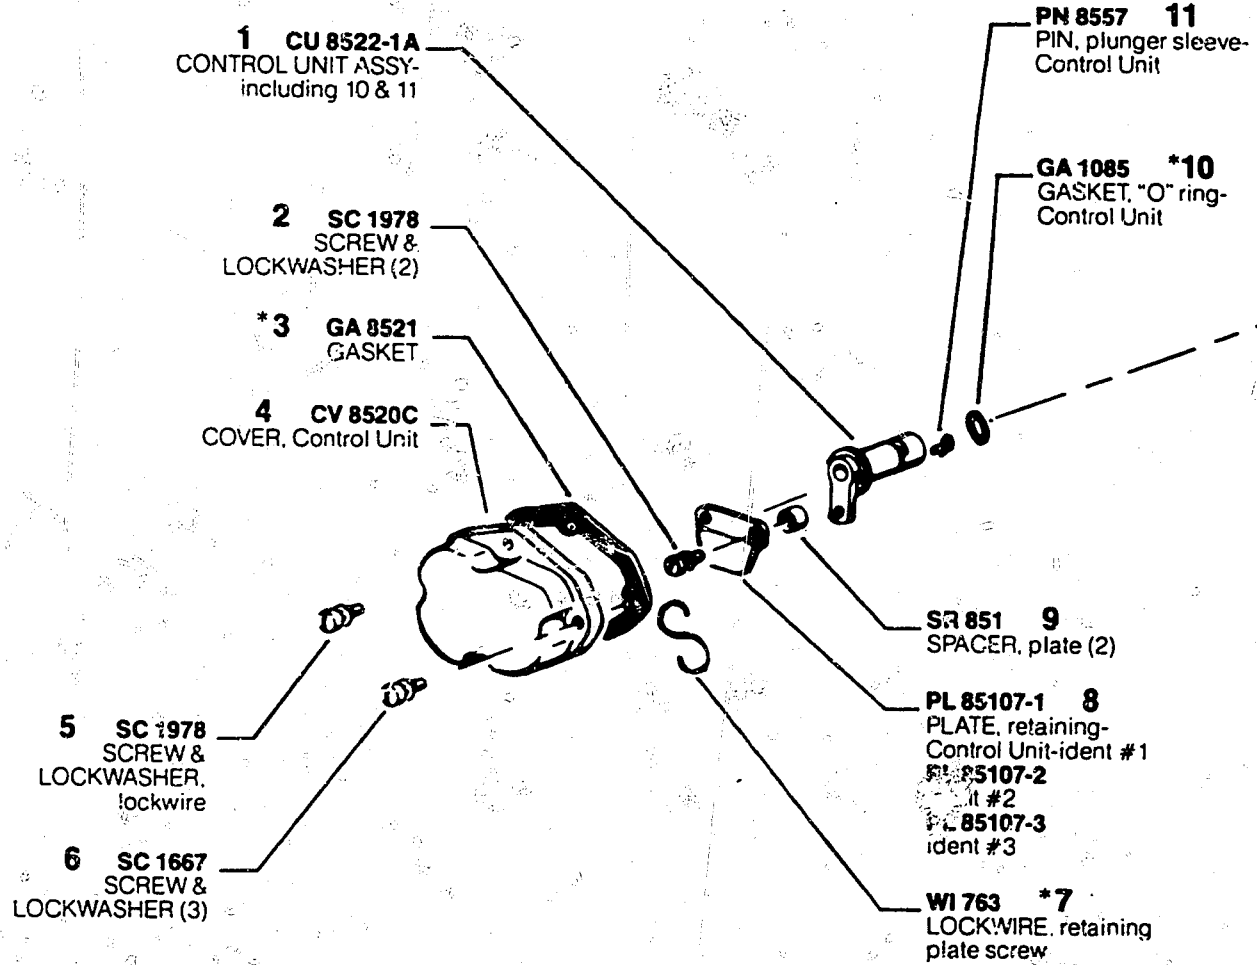 1 CU 8522-1A
CONTROL UNIT ASSY-
including 10 & 11
2 SC 1978
SCREW &
LOCKWASHER (2)
*3 GA 8521
GASKET
4 CV 8520C
COVER, Control Unit
5 SC 1978
SCREW &
LOCKWASHER,
lockwire
6 SC 1667
SCREW &
LOCKWASHER (3)
PN 8557 11
PIN, plunger sleeve-
Control Unit
GA 1085 *10
GASKET, "O" ring-
Control Unit
SR 851 9
SPACER, plate (2)
PL 85107-1 8
PLATE, retaining-
Control Unit-ident #1
85107-2
#2
85107-3
ident #3
WI 763 *7
LOCKWIRE, retaining
plate screw